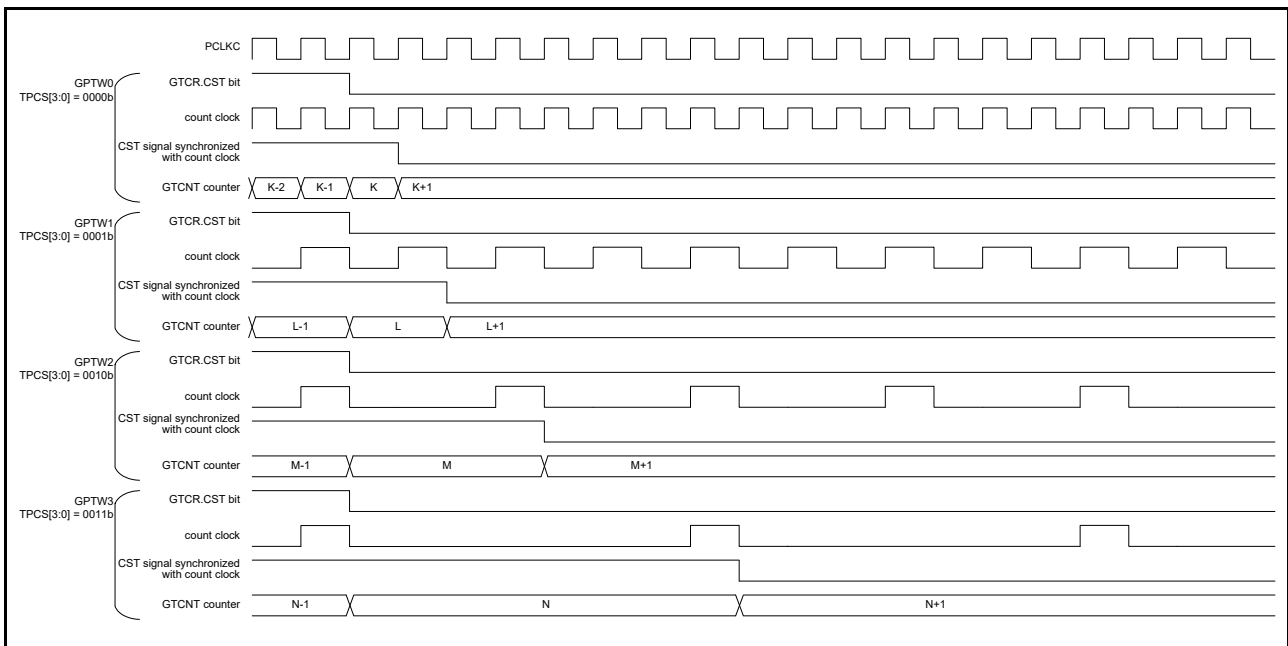 PCLKC
GPTW0
TPCS[3:0] = 0000b
GTCR.CST bit
count clock
CST signal synchronized
with count clock
GTCNT counter
K-2 K-1 K K+1
GPTW1
TPCS[3:0] = 0001b
GTCR.CST bit
count clock
CST signal synchronized
with count clock
GTCNT counter
L-1 L L+1
GPTW2
TPCS[3:0] = 0010b
GTCR.CST bit
count clock
CST signal synchronized
with count clock
GTCNT counter
M-1 M M+1
GPTW3
TPCS[3:0] = 0011b
GTCR.CST bit
count clock
CST signal synchronized
with count clock
GTCNT counter
N-1 N N+1